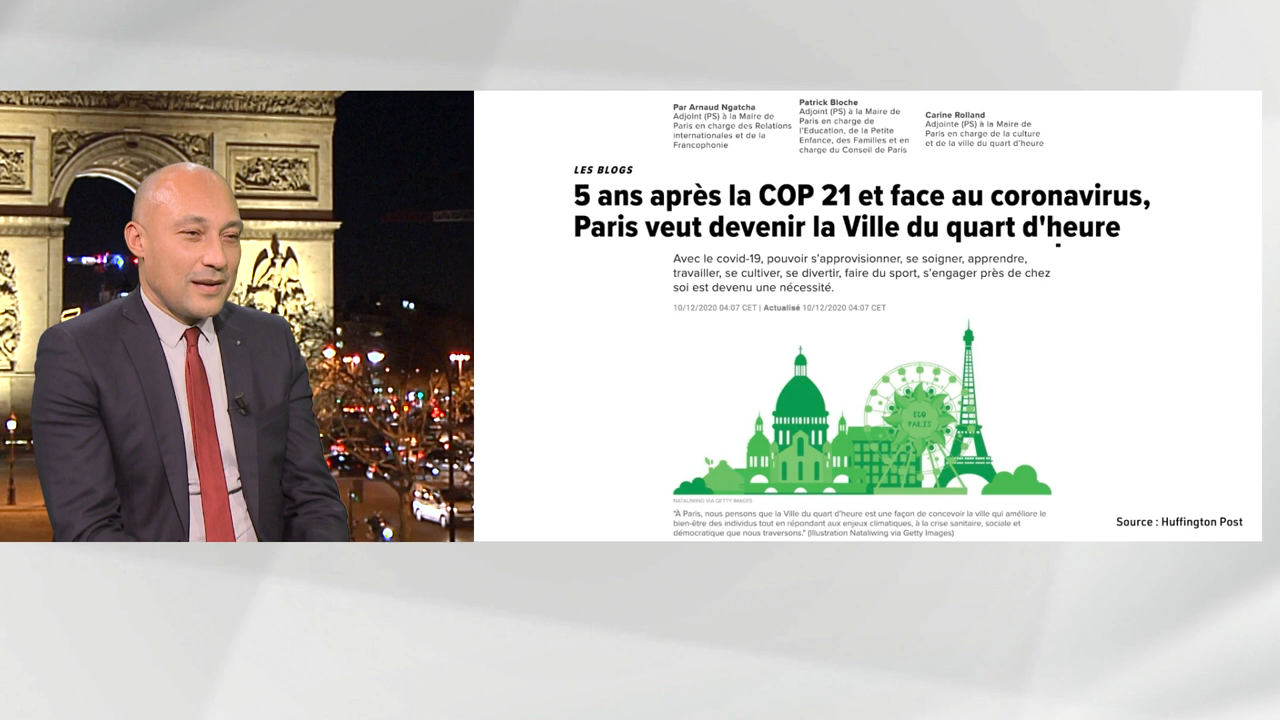 Par Arnaud Ngatcha
Adjoint (PS) à la Maire de
Paris en charge des Relations
internationales et de la
Francophonie
Patrick Bloche
Adjoint (PS) à la Maire de
Paris en charge de
l'Education, de la Petite
Enfance, des Familles et en
charge du Conseil de Paris
Carine Rolland
Adjointe (PS) à la Maire de
Paris en charge de la culture
et de la ville du quart d'heure
LES BLOGS
5 ans après la COP 21 et face au coronavirus,
Paris veut devenir la Ville du quart d'heure
Avec le covid-19, pouvoir s'approvisionner, se soigner, apprendre,
travailler, se cultiver, se divertir, faire du sport, s'engager près de chez
soi est devenu une nécessité.
10/12/2020 04:07 CET | Actualisé 10/12/2020 04:07 CET
ECO
PARIS
NATALIWING VIA GETTY IMAGES
"À Paris, nous pensons que la Ville du quart d'heure est une façon de concevoir la ville qui améliore le
bien-être des individus tout en répondant aux enjeux climatiques, à la crise sanitaire, sociale et
démocratique que nous traversons." (Illustration Nataliwing via Getty Images)
Source : Huffington Post